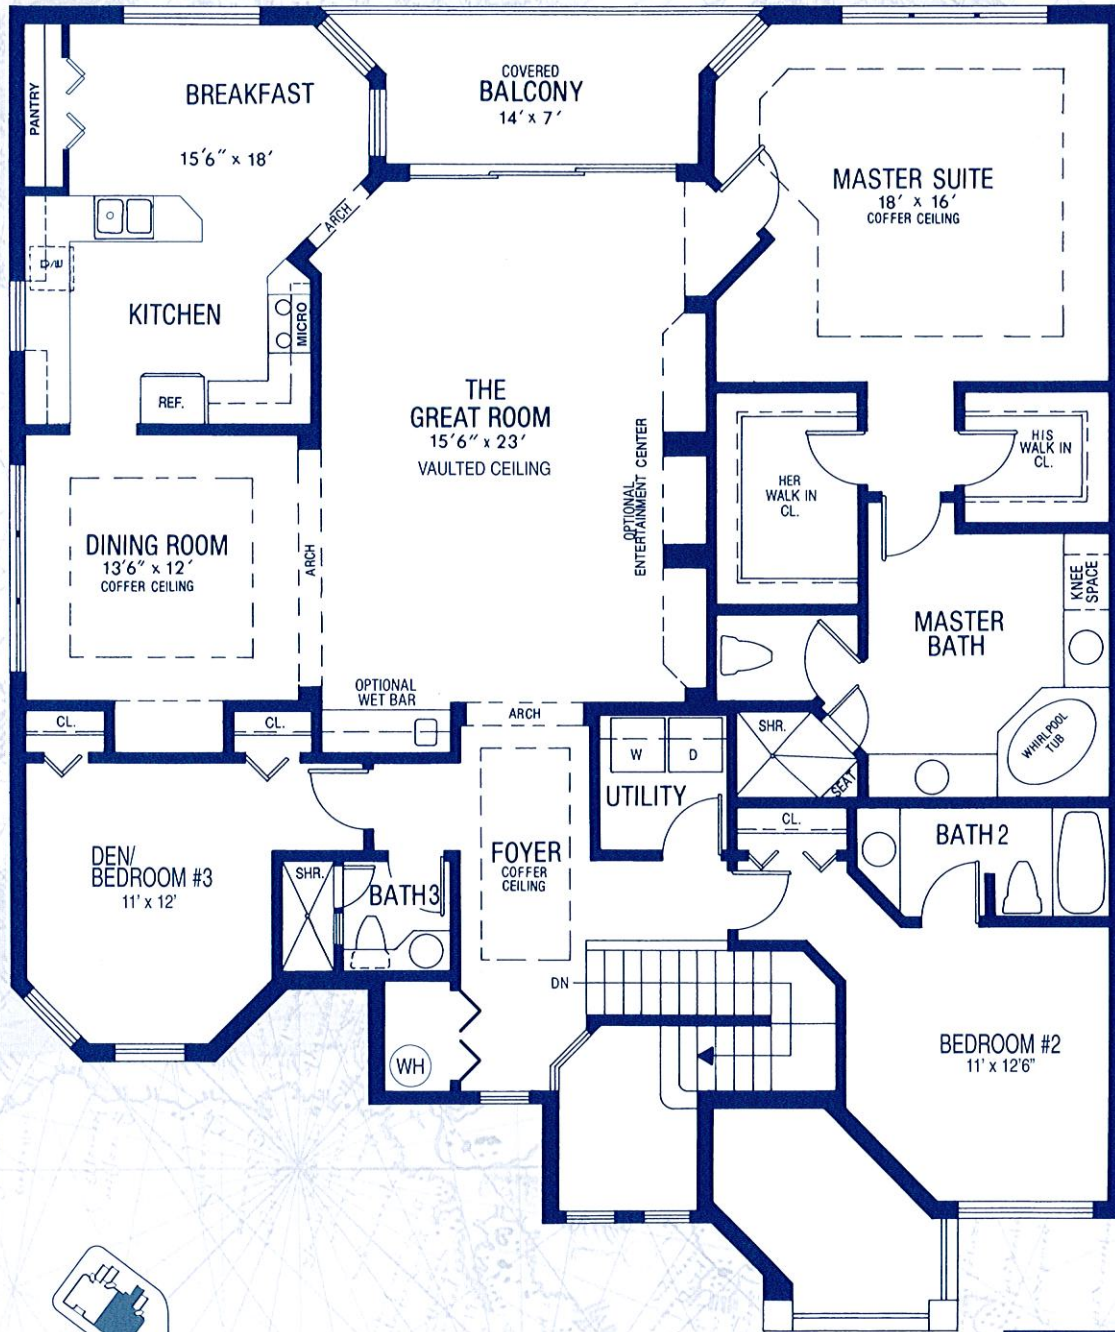 PANTRY
BREAKFAST
15'6" x 18'
COVERED
BALCONY
14' x 7'
MASTER SUITE
18' x 16'
COFFER CEILING
ARCH
D/W
KITCHEN
MICRO
REF.
THE
GREAT ROOM
15'6" x 23'
VAULTED CEILING
OPTIONAL
ENTERTAINMENT CENTER
HER
WALK IN
CL.
HIS
WALK IN
CL.
DINING ROOM
13'6" x 12'
COFFER CEILING
ARCH
KNEE
SPACE
MASTER
BATH
OPTIONAL
WET BAR
ARCH
CL.
CL.
W
D
UTILITY
SHR.
SEAT
WHIRLPOOL
TUB
CL.
BATH 2
DEN/
BEDROOM #3
11' x 12'
SHR.
BATH 3
FOYER
COFFER
CEILING
DN
WH
BEDROOM #2
11' x 12'6"